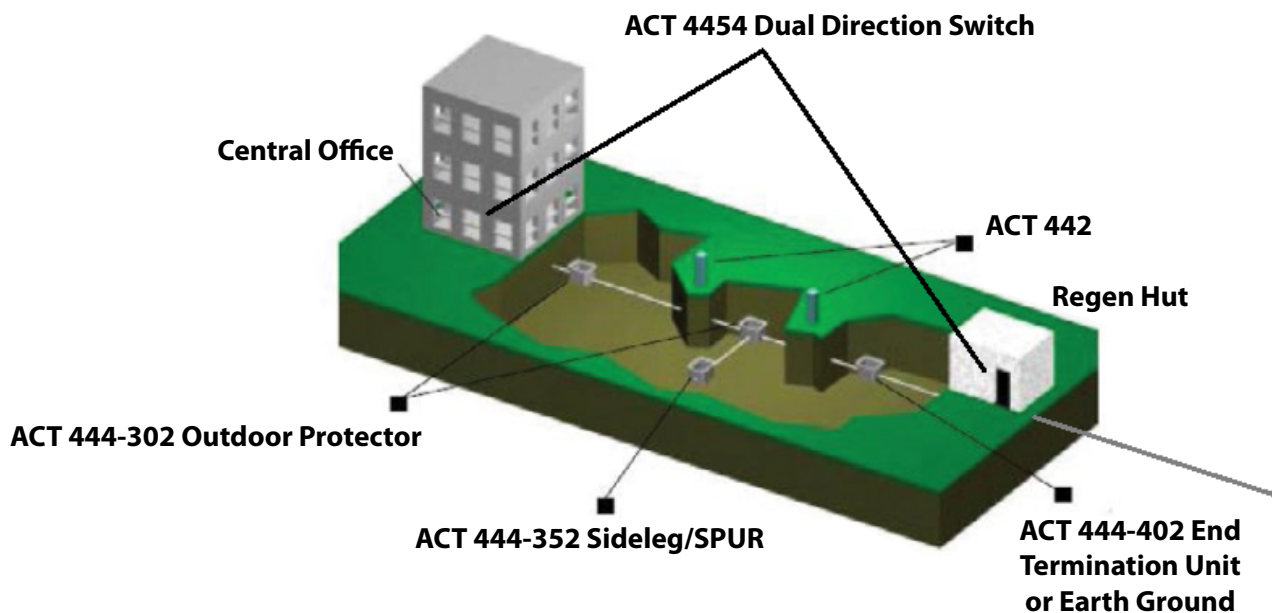 ACT 4454 Dual Direction Switch
Central Office
ACT 442
Regen Hut
ACT 444-302 Outdoor Protector
ACT 444-352 Sideleg/SPUR
ACT 444-402 End
Termination Unit
or Earth Ground